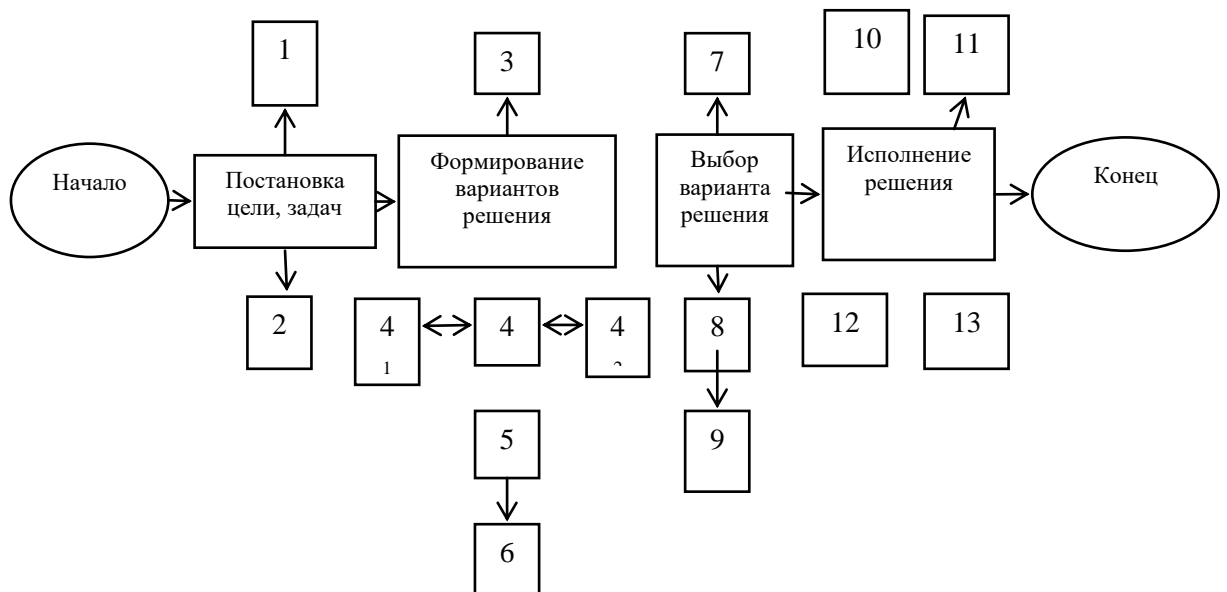 1
3
7
10
11
Начало
Постановка
цели, задач
Формирование
вариантов
решения
Выбор
варианта
решения
Исполнение
решения
Конец
2
4
1
4
4
8
12
13
5
9
6